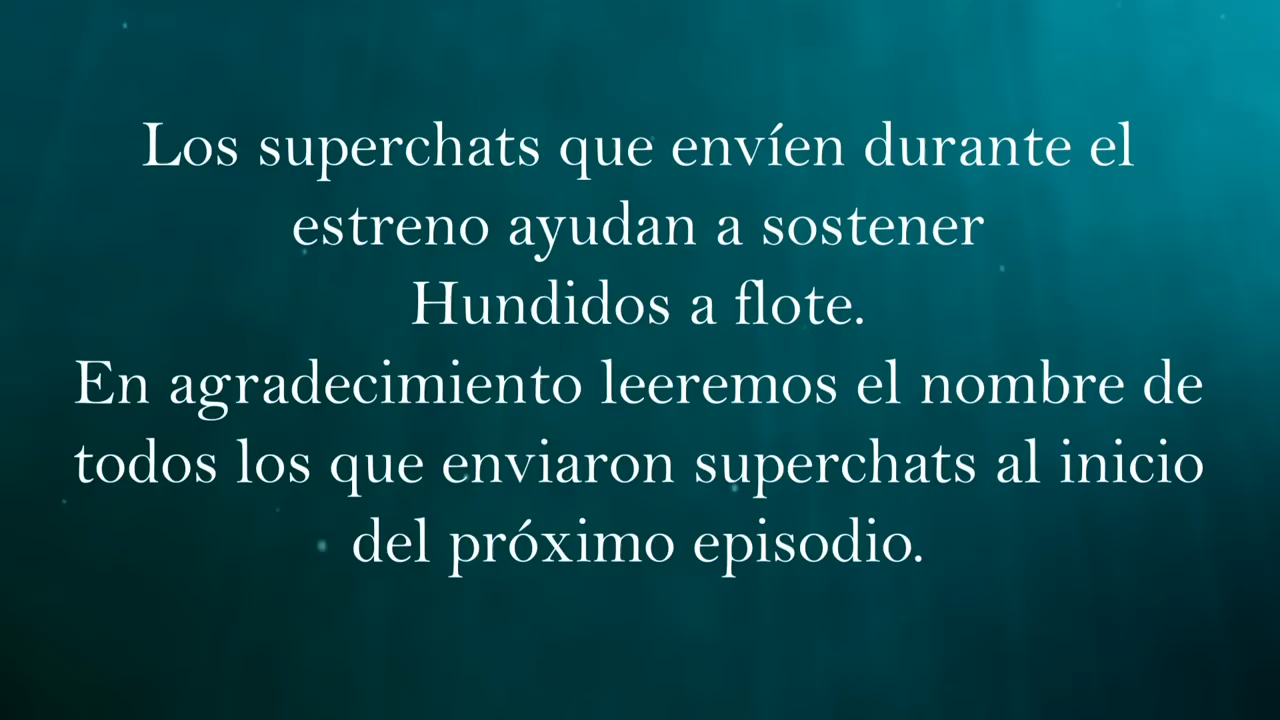 Los superchats que envíen durante el
estreno ayudan a sostener
Hundidos a flote.
En agradecimiento leeremos el nombre de
todos los que enviaron superchats al inicio
del próximo episodio.